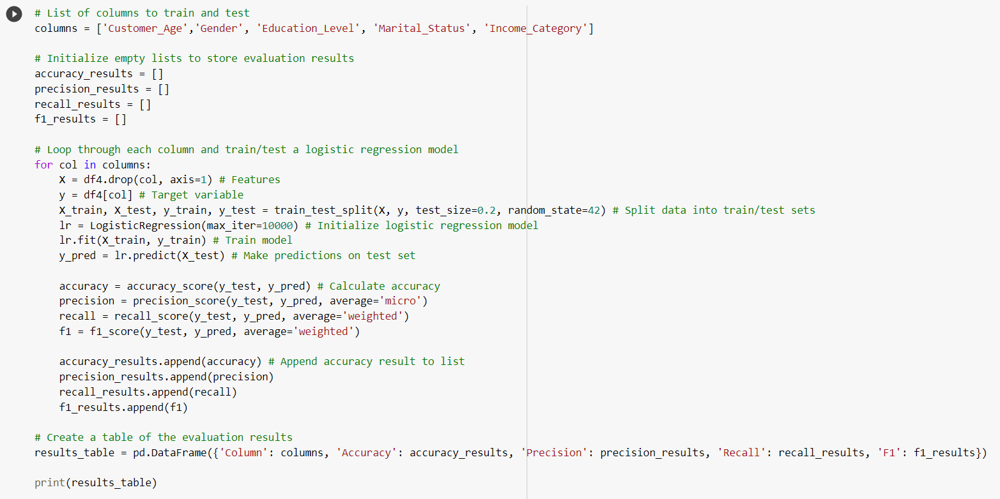 # List of columns to train and test
columns = ['Customer_Age','Gender', 'Education_Level', 'Marital_Status', 'Income_Category']

# Initialize empty lists to store evaluation results
accuracy_results = []
precision_results = []
recall_results = []
f1_results = []

# Loop through each column and train/test a logistic regression model
for col in columns:
    X = df4.drop(col, axis=1) # Features
    y = df4[col] # Target variable
    X_train, X_test, y_train, y_test = train_test_split(X, y, test_size=0.2, random_state=42) # Split data into train/test sets
    lr = LogisticRegression(max_iter=10000) # Initialize logistic regression model
    lr.fit(X_train, y_train) # Train model
    y_pred = lr.predict(X_test) # Make predictions on test set

    accuracy = accuracy_score(y_test, y_pred) # Calculate accuracy
    precision = precision_score(y_test, y_pred, average='micro')
    recall = recall_score(y_test, y_pred, average='weighted')
    f1 = f1_score(y_test, y_pred, average='weighted')

    accuracy_results.append(accuracy) # Append accuracy result to list
    precision_results.append(precision)
    recall_results.append(recall)
    f1_results.append(f1)

# Create a table of the evaluation results
results_table = pd.DataFrame({'Column': columns, 'Accuracy': accuracy_results, 'Precision': precision_results, 'Recall': recall_results, 'F1': f1_results})

print(results_table)